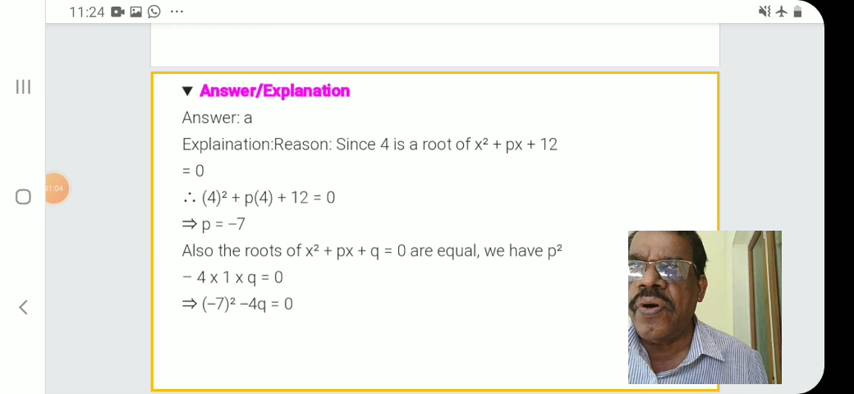 11:24
Answer/Explanation
Answer: a
Explaination:Reason: Since 4 is a root of x² + px + 12
= 0
∴ (4)² + p(4) + 12 = 0
⇒ p = −7
Also the roots of x² + px + q = 0 are equal, we have p²
− 4 x 1 x q = 0
⇒ (−7)² −4q = 0